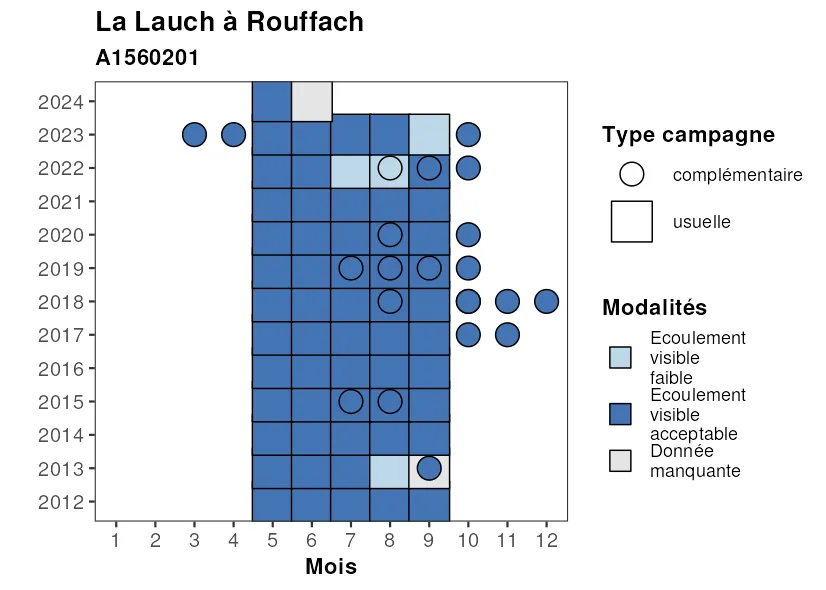 La Lauch à Rouffach
A1560201
2024
2023
2022
2021
2020
2019
2018
2017
2016
2015
2014
2013
2012
1 2 3 4 5 6 7 8 9 10 11 12
Mois
Type campagne
complémentaire
usuelle
Modalités
Ecoulement
visible
faible
Ecoulement
visible
acceptable
Donnée
manquante